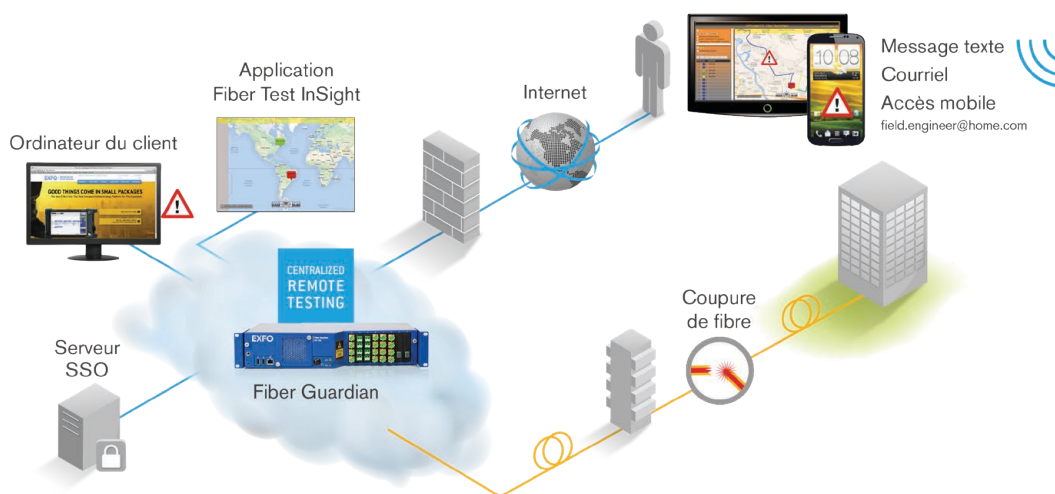 Message texte
Courriel
Accès mobile
field.engineer@home.com
10:08
Internet
Application
Fiber Test InSight
Ordinateur du client
EXFO
GOOD THINGS COME IN SMALL PACKAGES
CENTRALIZED
REMOTE
TESTING
EXFO
Fiber Guardian
Serveur
SSO
Coupure
de fibre